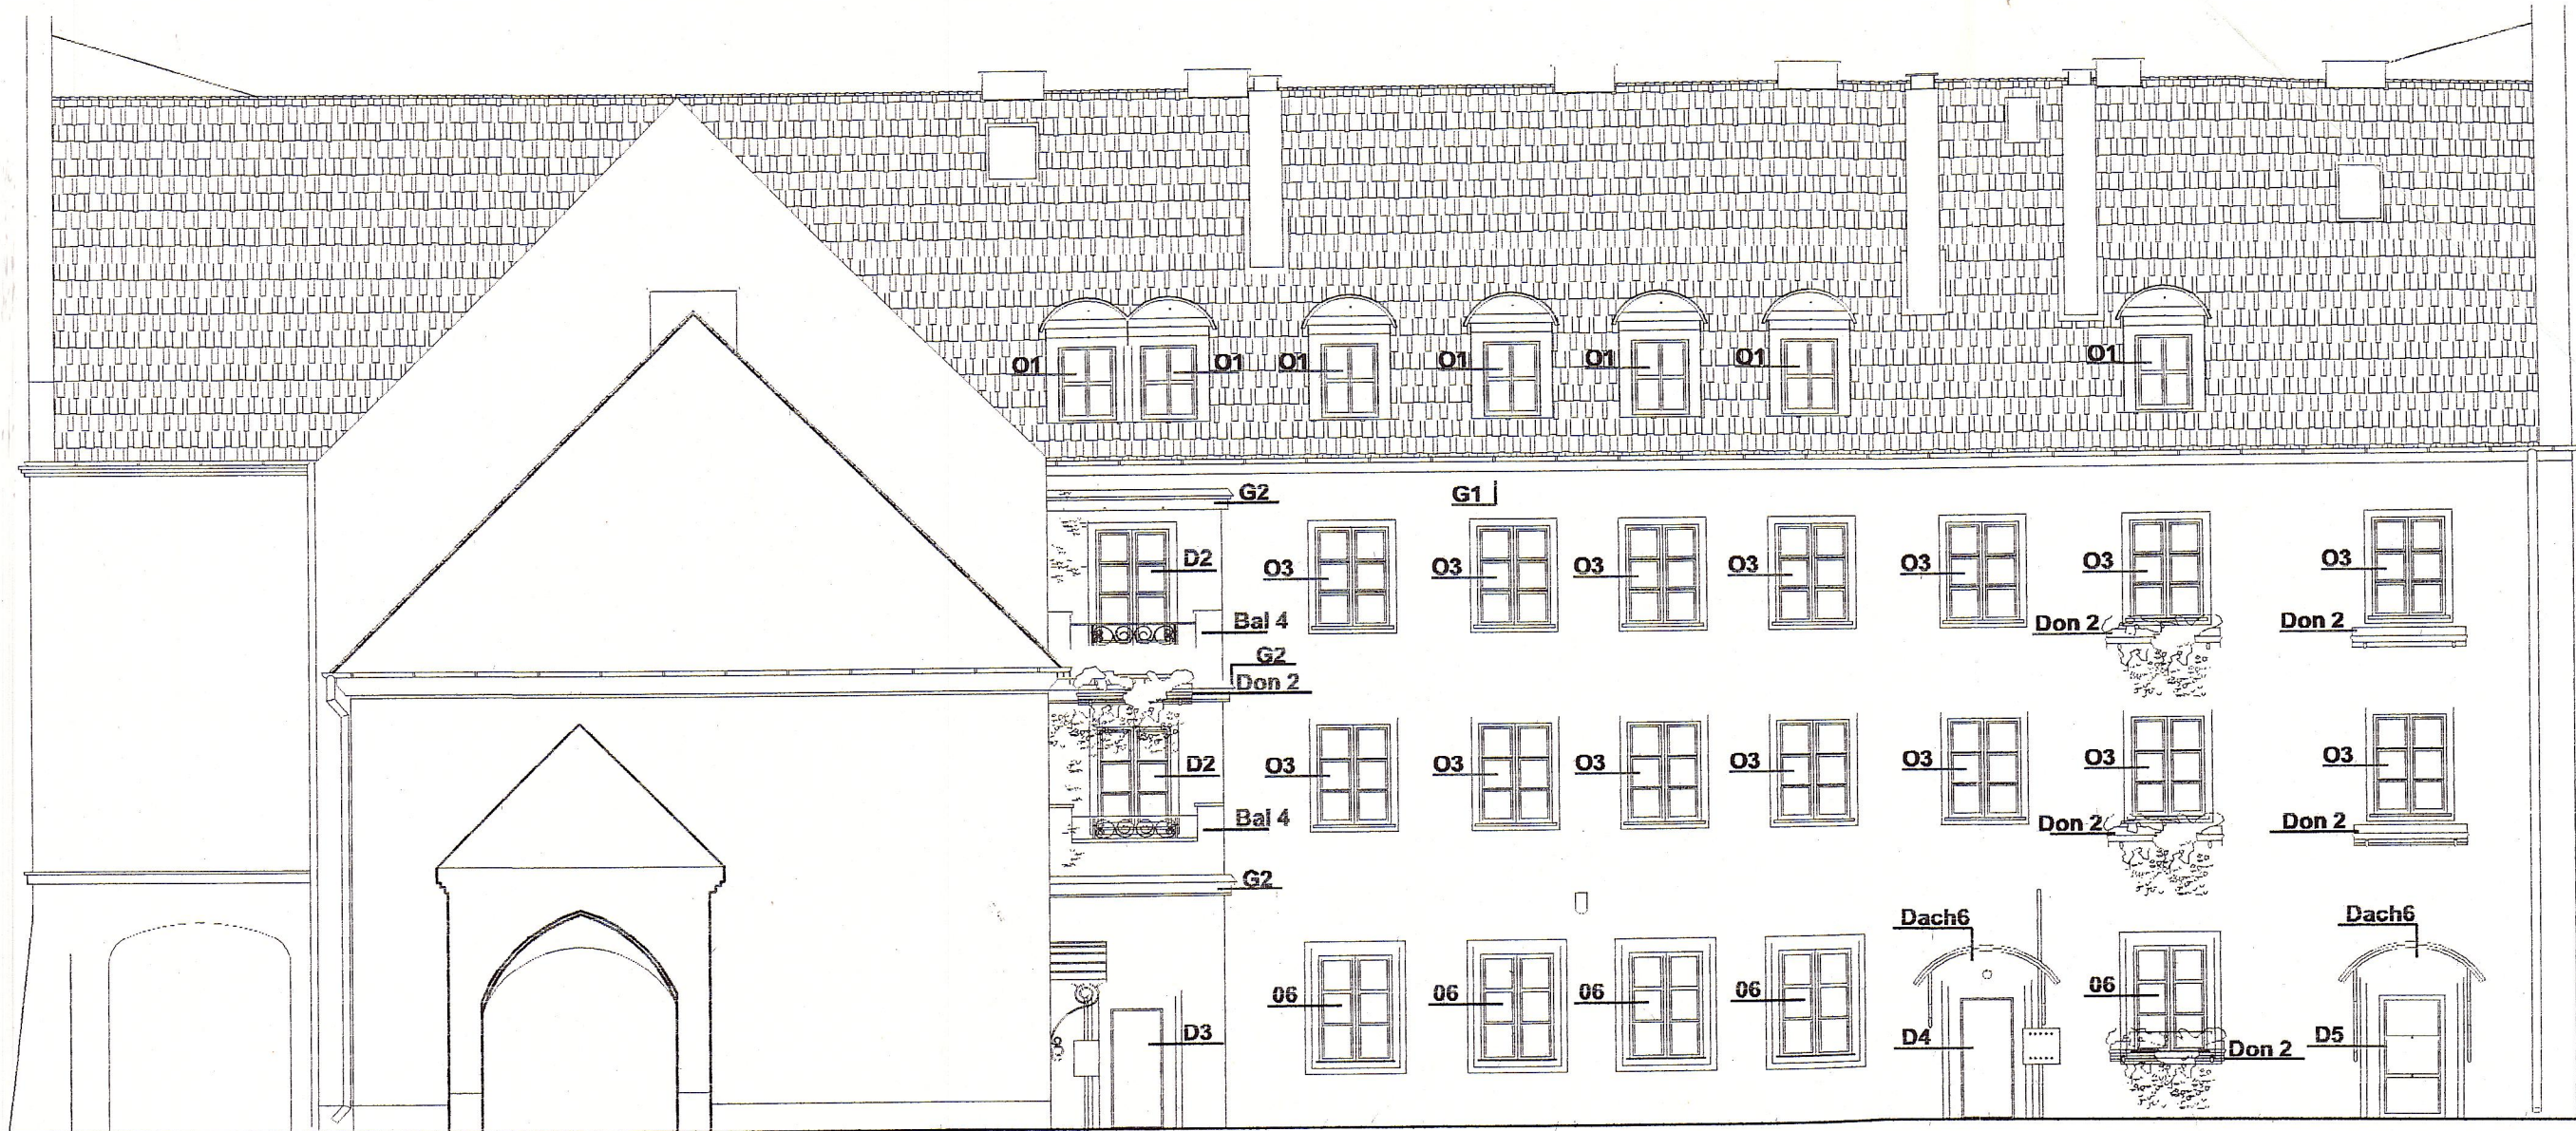 O1 O1 O1 O1 O1 O1 O1
G2 G1
D2 O3 O3 O3 O3 O3 O3 O3
Bal 4 Don 2 Don 2
G2
Don 2
D2 O3 O3 O3 O3 O3 O3 O3
Bal 4 Don 2 Don 2
G2
Dach6 Dach6
06 06 06 06 06
D3 D4 Don 2 D5